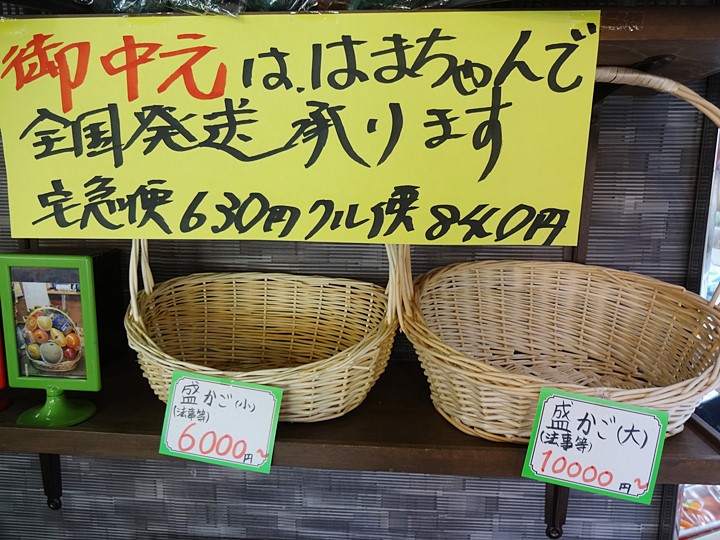 御中元は、はまちゃんで
全国発送承ります
宅急便630円クール便840円
盛かご(小)
(法事等)
6000円～
盛かご(大)
(法事等)
10000円～